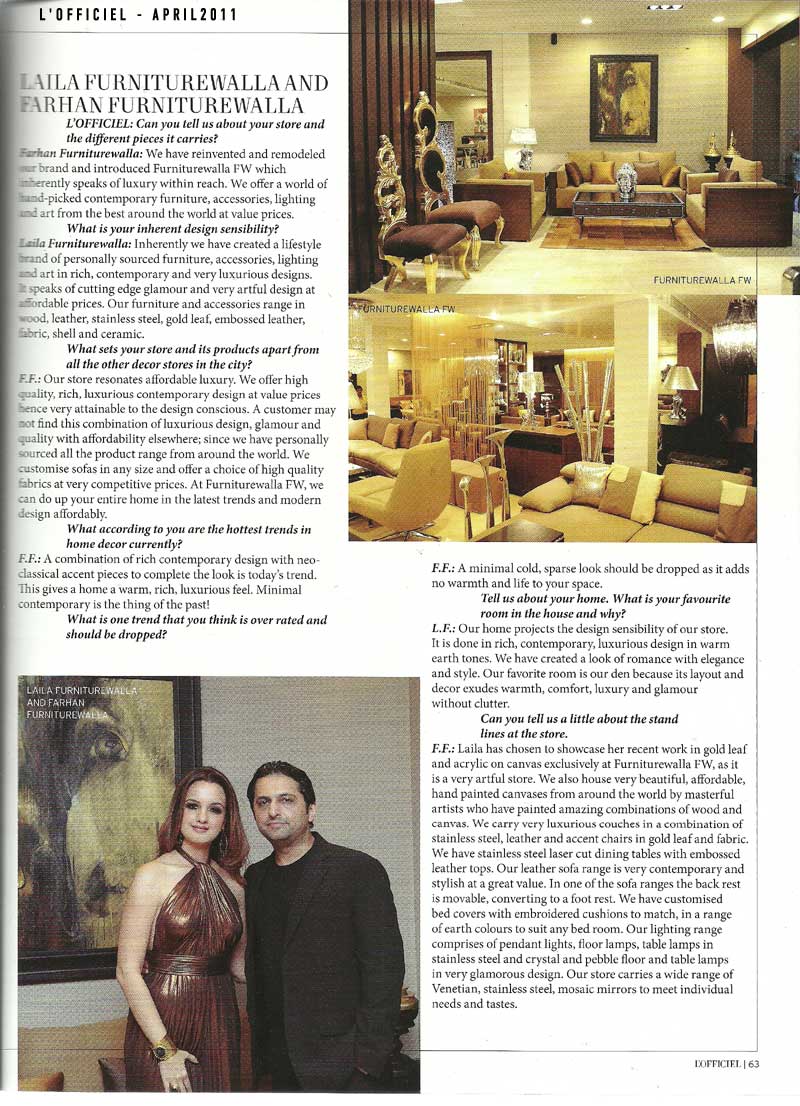 L'OFFICIEL - APRIL2011
LAILA FURNITUREWALLA AND
FARHAN FURNITUREWALLA
L'OFFICIEL: Can you tell us about your store and
the different pieces it carries?
Farhan Furniturewalla: We have reinvented and remodeled
our brand and introduced Furniturewalla FW which
inherently speaks of luxury within reach. We offer a world of
hand-picked contemporary furniture, accessories, lighting
and art from the best around the world at value prices.
What is your inherent design sensibility?
Laila Furniturewalla: Inherently we have created a lifestyle
brand of personally sourced furniture, accessories, lighting
and art in rich, contemporary and very luxurious designs.
It speaks of cutting edge glamour and very artful design at
affordable prices. Our furniture and accessories range in
wood, leather, stainless steel, gold leaf, embossed leather,
fabric, shell and ceramic.
What sets your store and its products apart from
all the other decor stores in the city?
F.F.: Our store resonates affordable luxury. We offer high
quality, rich, luxurious contemporary design at value prices
hence very attainable to the design conscious. A customer may
not find this combination of luxurious design, glamour and
quality with affordability elsewhere; since we have personally
sourced all the product range from around the world. We
customise sofas in any size and offer a choice of high quality
fabrics at very competitive prices. At Furniturewalla FW, we
can do up your entire home in the latest trends and modern
design affordably.
What according to you are the hottest trends in
home decor currently?
F.F.: A combination of rich contemporary design with neo-
classical accent pieces to complete the look is today's trend.
This gives a home a warm, rich, luxurious feel. Minimal
contemporary is the thing of the past!
What is one trend that you think is over rated and
should be dropped?
LAILA FURNITUREWALLA
AND FARHAN
FURNITUREWALLA
FURNITUREWALLA FW
FURNITUREWALLA FW
F.F.: A minimal cold, sparse look should be dropped as it adds
no warmth and life to your space.
Tell us about your home. What is your favourite
room in the house and why?
L.F.: Our home projects the design sensibility of our store.
It is done in rich, contemporary, luxurious design in warm
earth tones. We have created a look of romance with elegance
and style. Our favorite room is our den because its layout and
decor exudes warmth, comfort, luxury and glamour
without clutter.
Can you tell us a little about the stand
lines at the store.
F.F.: Laila has chosen to showcase her recent work in gold leaf
and acrylic on canvas exclusively at Furniturewalla FW, as it
is a very artful store. We also house very beautiful, affordable,
hand painted canvases from around the world by masterful
artists who have painted amazing combinations of wood and
canvas. We carry very luxurious couches in a combination of
stainless steel, leather and accent chairs in gold leaf and fabric.
We have stainless steel laser cut dining tables with embossed
leather tops. Our leather sofa range is very contemporary and
stylish at a great value. In one of the sofa ranges the back rest
is movable, converting to a foot rest. We have customised
bed covers with embroidered cushions to match, in a range
of earth colours to suit any bed room. Our lighting range
comprises of pendant lights, floor lamps, table lamps in
stainless steel and crystal and pebble floor and table lamps
in very glamorous design. Our store carries a wide range of
Venetian, stainless steel, mosaic mirrors to meet individual
needs and tastes.
L'OFFICIEL | 63